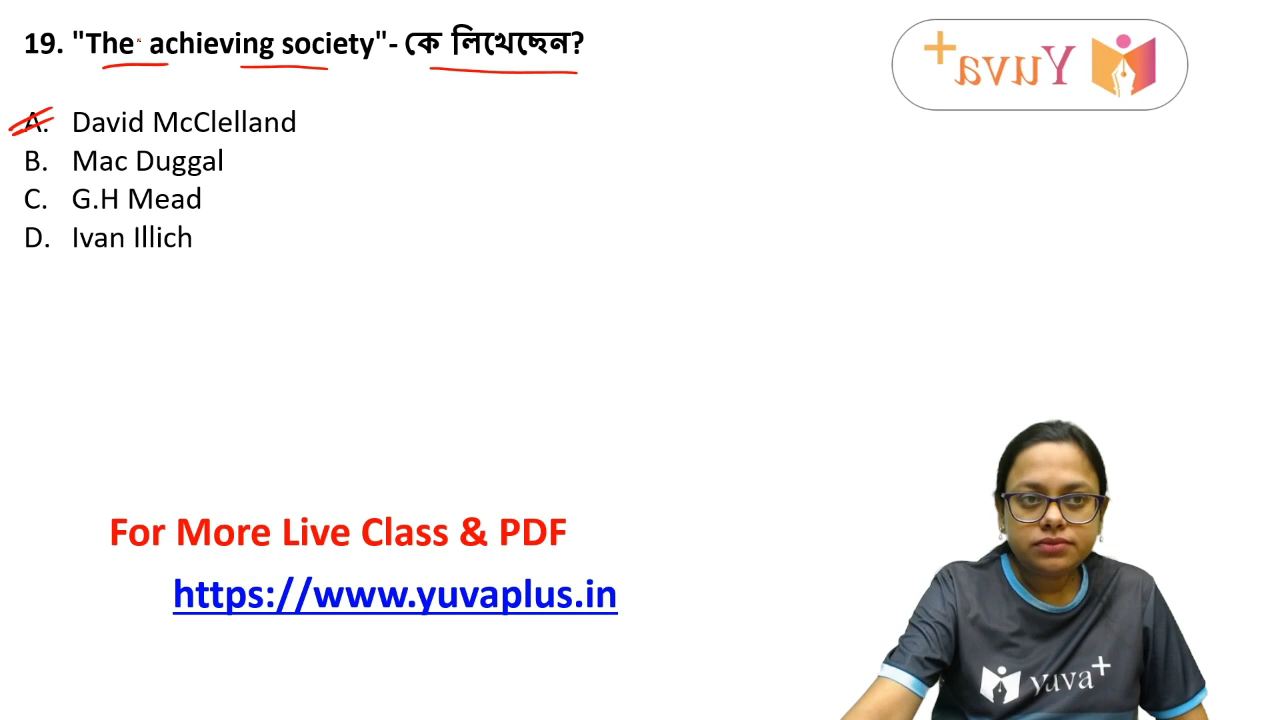 19. "The achieving society"- কে লিখেছেন?
Yuva+
A. David McClelland
B. Mac Duggal
C. G.H Mead
D. Ivan Illich
For More Live Class & PDF
https://www.yuvaplus.in
yuva+